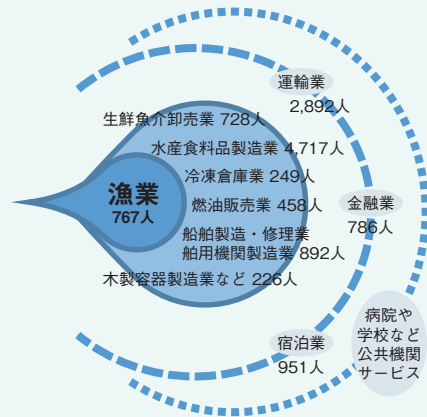 運輸業
2,892人
生鮮魚介卸売業 728人
水産食料品製造業 4,717人
冷凍倉庫業 249人
漁業
767人
燃油販売業 458人
金融業
786人
船舶製造・修理業
舶用機関製造業 892人
木製容器製造業など 226人
宿泊業
951人
病院や
学校など
公共機関
サービス